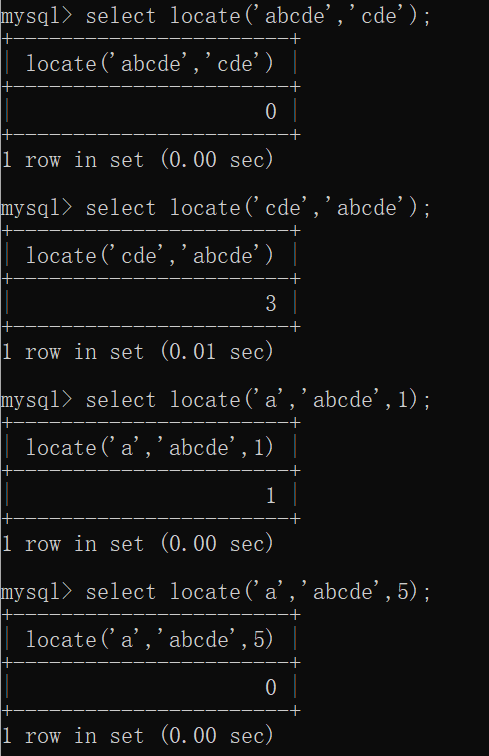 mysql> select locate('abcde','cde');
+-----------------------+
| locate('abcde','cde') |
+-----------------------+
|                     0 |
+-----------------------+
1 row in set (0.00 sec)
mysql> select locate('cde','abcde');
+-----------------------+
| locate('cde','abcde') |
+-----------------------+
|                     3 |
+-----------------------+
1 row in set (0.01 sec)
mysql> select locate('a','abcde',1);
+-----------------------+
| locate('a','abcde',1) |
+-----------------------+
|                     1 |
+-----------------------+
1 row in set (0.00 sec)
mysql> select locate('a','abcde',5);
+-----------------------+
| locate('a','abcde',5) |
+-----------------------+
|                     0 |
+-----------------------+
1 row in set (0.00 sec)